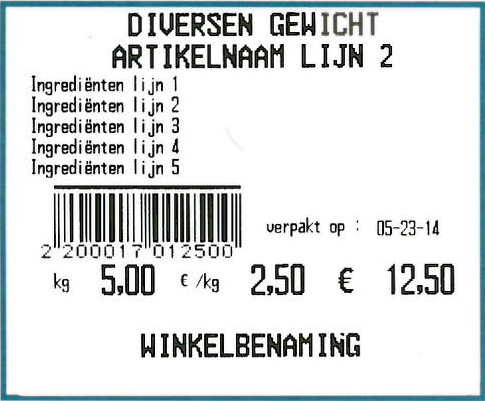 DIVERSEN GEWICHT
ARTIKELNAAM LIJN 2
Ingrediënten lijn 1
Ingrediënten lijn 2
Ingrediënten lijn 3
Ingrediënten lijn 4
Ingrediënten lijn 5
verpakt op : 05-23-14
2 200017 012500
kg 5,00 € /kg 2,50 € 12,50
WINKELBENAMING